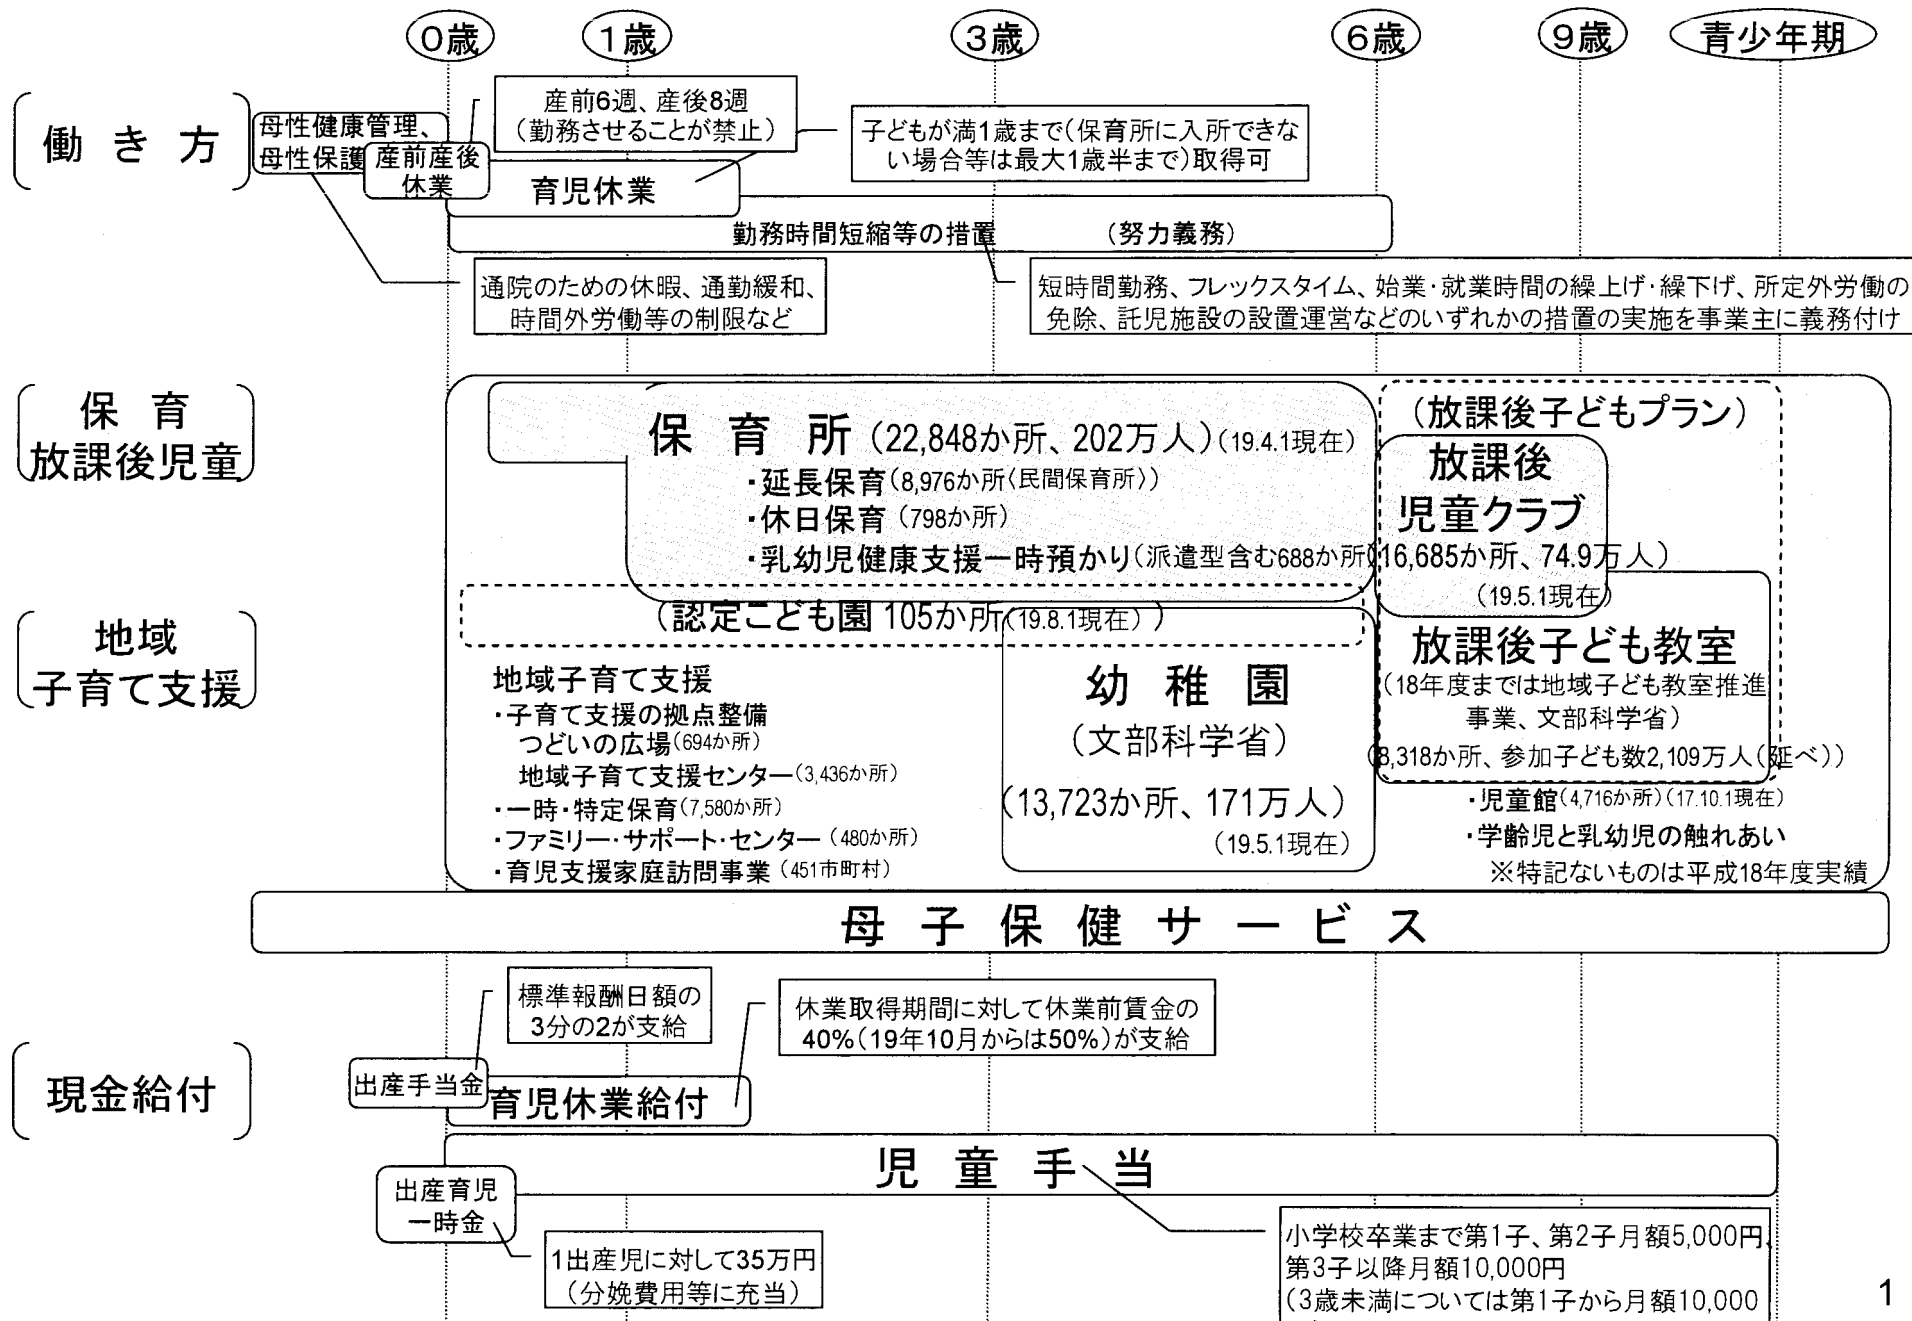 0歳
1歳
3歳
6歳
9歳
青少年期
働き方
母性健康管理、
母性保護
産前産後
休業
産前6週、産後8週
（勤務させることが禁止）
育児休業
子どもが満1歳まで（保育所に入所できな
い場合等は最大1歳半まで）取得可
勤務時間短縮等の措置　（努力義務）
通院のための休暇、通勤緩和、
時間外労働等の制限など
短時間勤務、フレックスタイム、始業・就業時間の繰上げ・繰下げ、所定外労働の
免除、託児施設の設置運営などのいずれかの措置の実施を事業主に義務付け
保育
放課後児童
保育所（22,848か所、202万人）（19.4.1現在）
・延長保育（8,976か所〈民間保育所〉）
・休日保育（798か所）
・乳幼児健康支援一時預かり（派遣型含む688か所
（放課後子どもプラン）
放課後
児童クラブ
（16,685か所、74.9万人）
（19.5.1現在）
（認定こども園 105か所（19.8.1現在））
地域
子育て支援
地域子育て支援
・子育て支援の拠点整備
つどいの広場（694か所）
地域子育て支援センター（3,436か所）
・一時・特定保育（7,580か所）
・ファミリー・サポート・センター（480か所）
・育児支援家庭訪問事業（451市町村）
幼稚園
（文部科学省）
（13,723か所、171万人）
（19.5.1現在）
放課後子ども教室
（18年度までは地域子ども教室推進
事業、文部科学省）
（8,318か所、参加子ども数2,109万人（延べ））
・児童館（4,716か所）（17.10.1現在）
・学齢児と乳幼児の触れあい
※特記ないものは平成18年度実績
母子保健サービス
現金給付
標準報酬日額の
3分の2が支給
休業取得期間に対して休業前賃金の
40%（19年10月からは50%）が支給
出産手当金
育児休業給付
児童手当
出産育児
一時金
1出産児に対して35万円
（分娩費用等に充当）
小学校卒業まで第1子、第2子月額5,000円、
第3子以降月額10,000円
（3歳未満については第1子から月額10,000
1